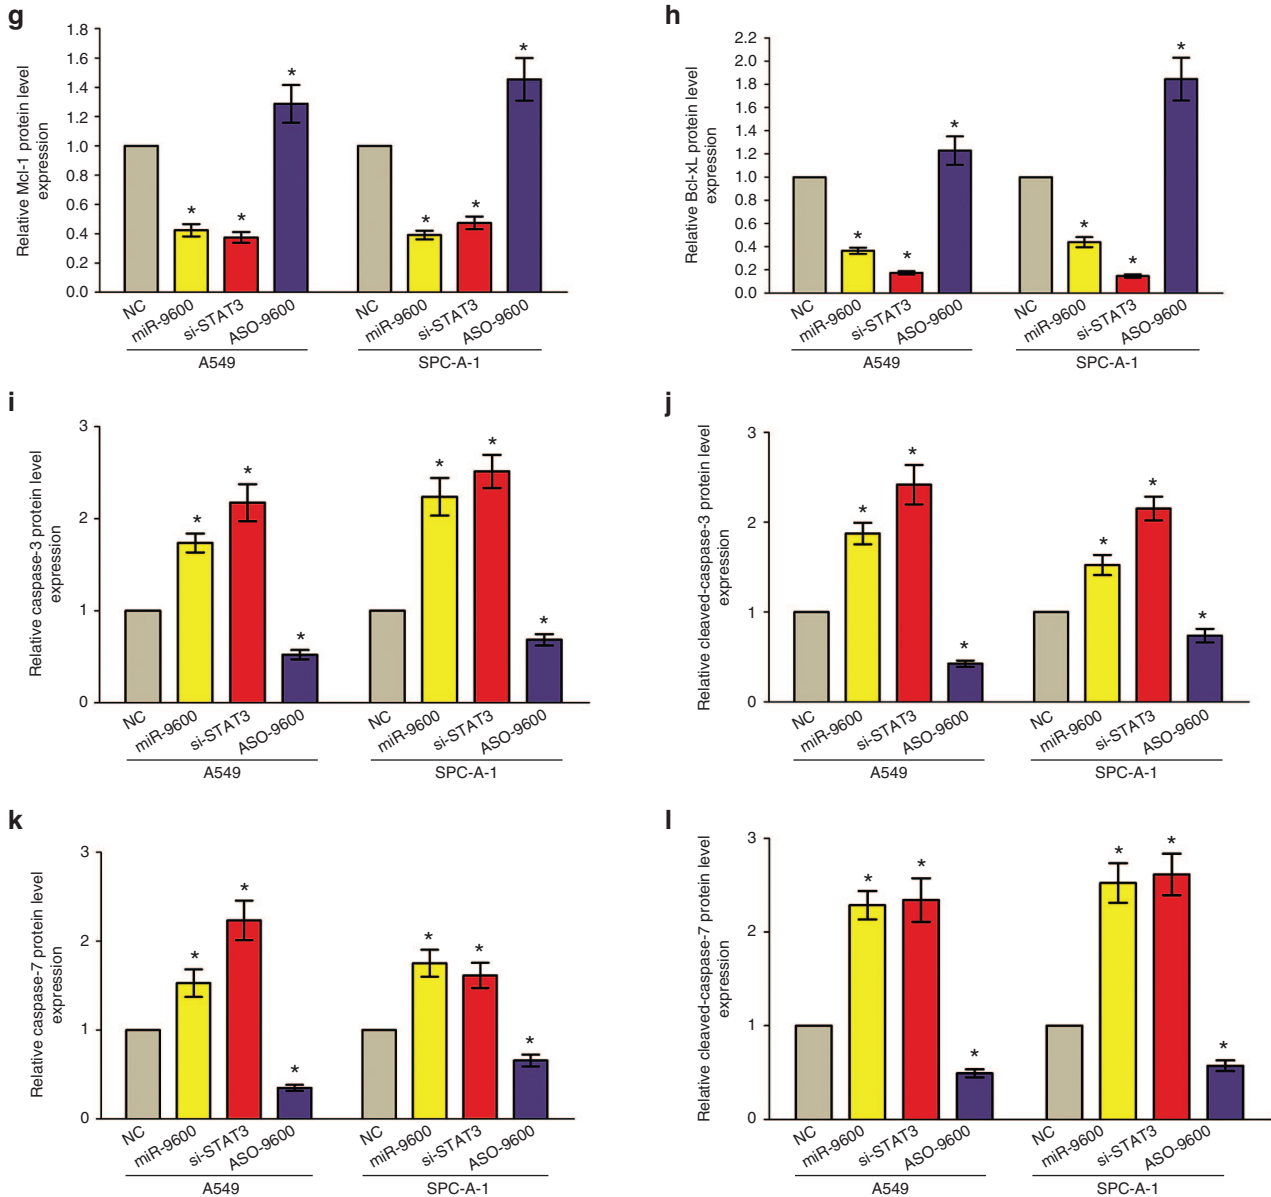 g
Relative Mcl-1 protein level
expression
1.8
1.6
1.4
1.2
1.0
0.8
0.6
0.4
0.2
0.0
* * * * * *
NC miR-9600 si-STAT3 ASO-9600 NC miR-9600 si-STAT3 ASO-9600
A549 SPC-A-1
h
Relative Bcl-xL protein level
expression
2.2
2.0
1.8
1.6
1.4
1.2
1.0
0.8
0.6
0.4
0.2
0.0
* * * * * *
NC miR-9600 si-STAT3 ASO-9600 NC miR-9600 si-STAT3 ASO-9600
A549 SPC-A-1
i
Relative caspase-3 protein level
expression
3
2
1
0
* * * * * *
NC miR-9600 si-STAT3 ASO-9600 NC miR-9600 si-STAT3 ASO-9600
A549 SPC-A-1
j
Relative cleaved-caspase-3 protein level
expression
3
2
1
0
* * * * * *
NC miR-9600 si-STAT3 ASO-9600 NC miR-9600 si-STAT3 ASO-9600
A549 SPC-A-1
k
Relative caspase-7 protein level
expression
3
2
1
0
* * * * * *
NC miR-9600 si-STAT3 ASO-9600 NC miR-9600 si-STAT3 ASO-9600
A549 SPC-A-1
l
Relative cleaved-caspase-7 protein level
expression
3
2
1
0
* * * * * *
NC miR-9600 si-STAT3 ASO-9600 NC miR-9600 si-STAT3 ASO-9600
A549 SPC-A-1